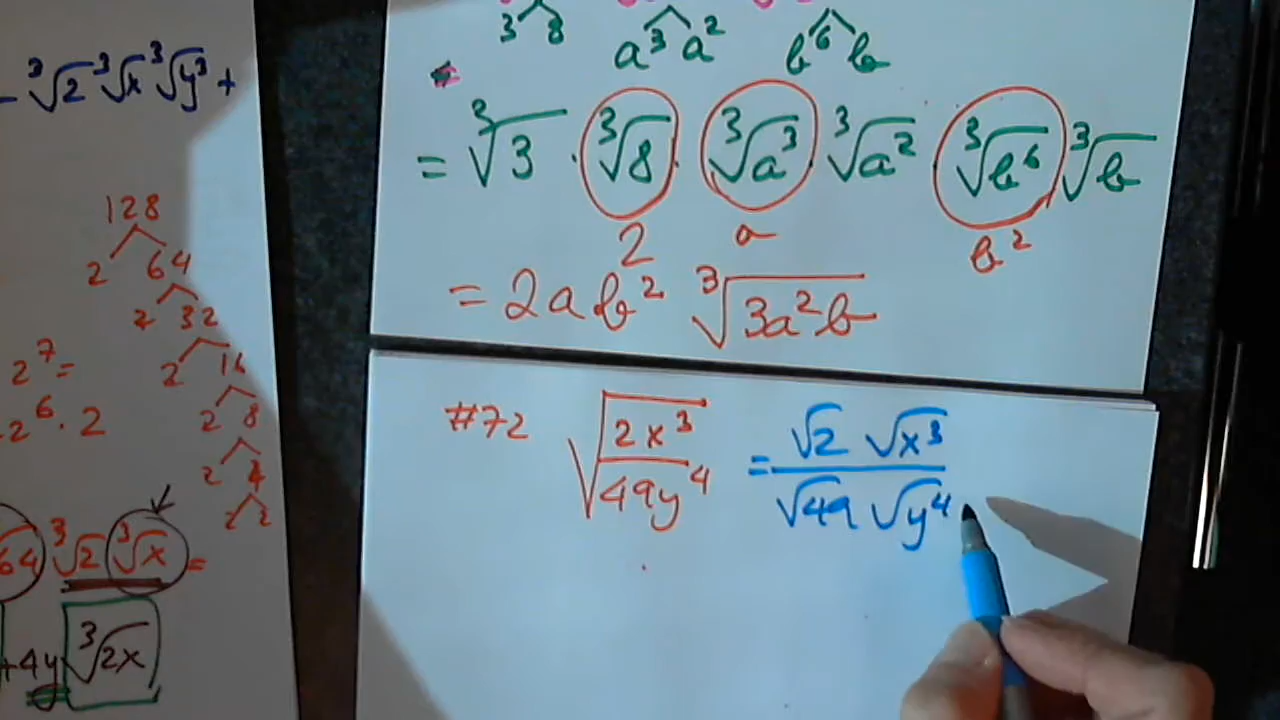 - ∛2 ∛x ∛y³ +
128
2 64
2 32
2 16
2 8
2 4
2 2
2⁷=
2⁶ · 2
64 ∛2 ∛x =
+4y ∛2x
3 8 a³ a² b⁶ b
= ∛3 · ∛8 · ∛a³ ∛a² ∛b⁶ ∛b
2 a b²
= 2ab² ∛3a²b
#72 √(2x³/49y⁴) = √2 √x³ / √49 √y⁴